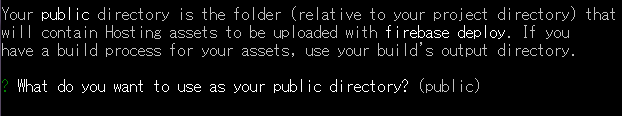 Your public directory is the folder (relative to your project directory) that
will contain Hosting assets to be uploaded with firebase deploy. If you
have a build process for your assets, use your build's output directory.
? What do you want to use as your public directory? (public)